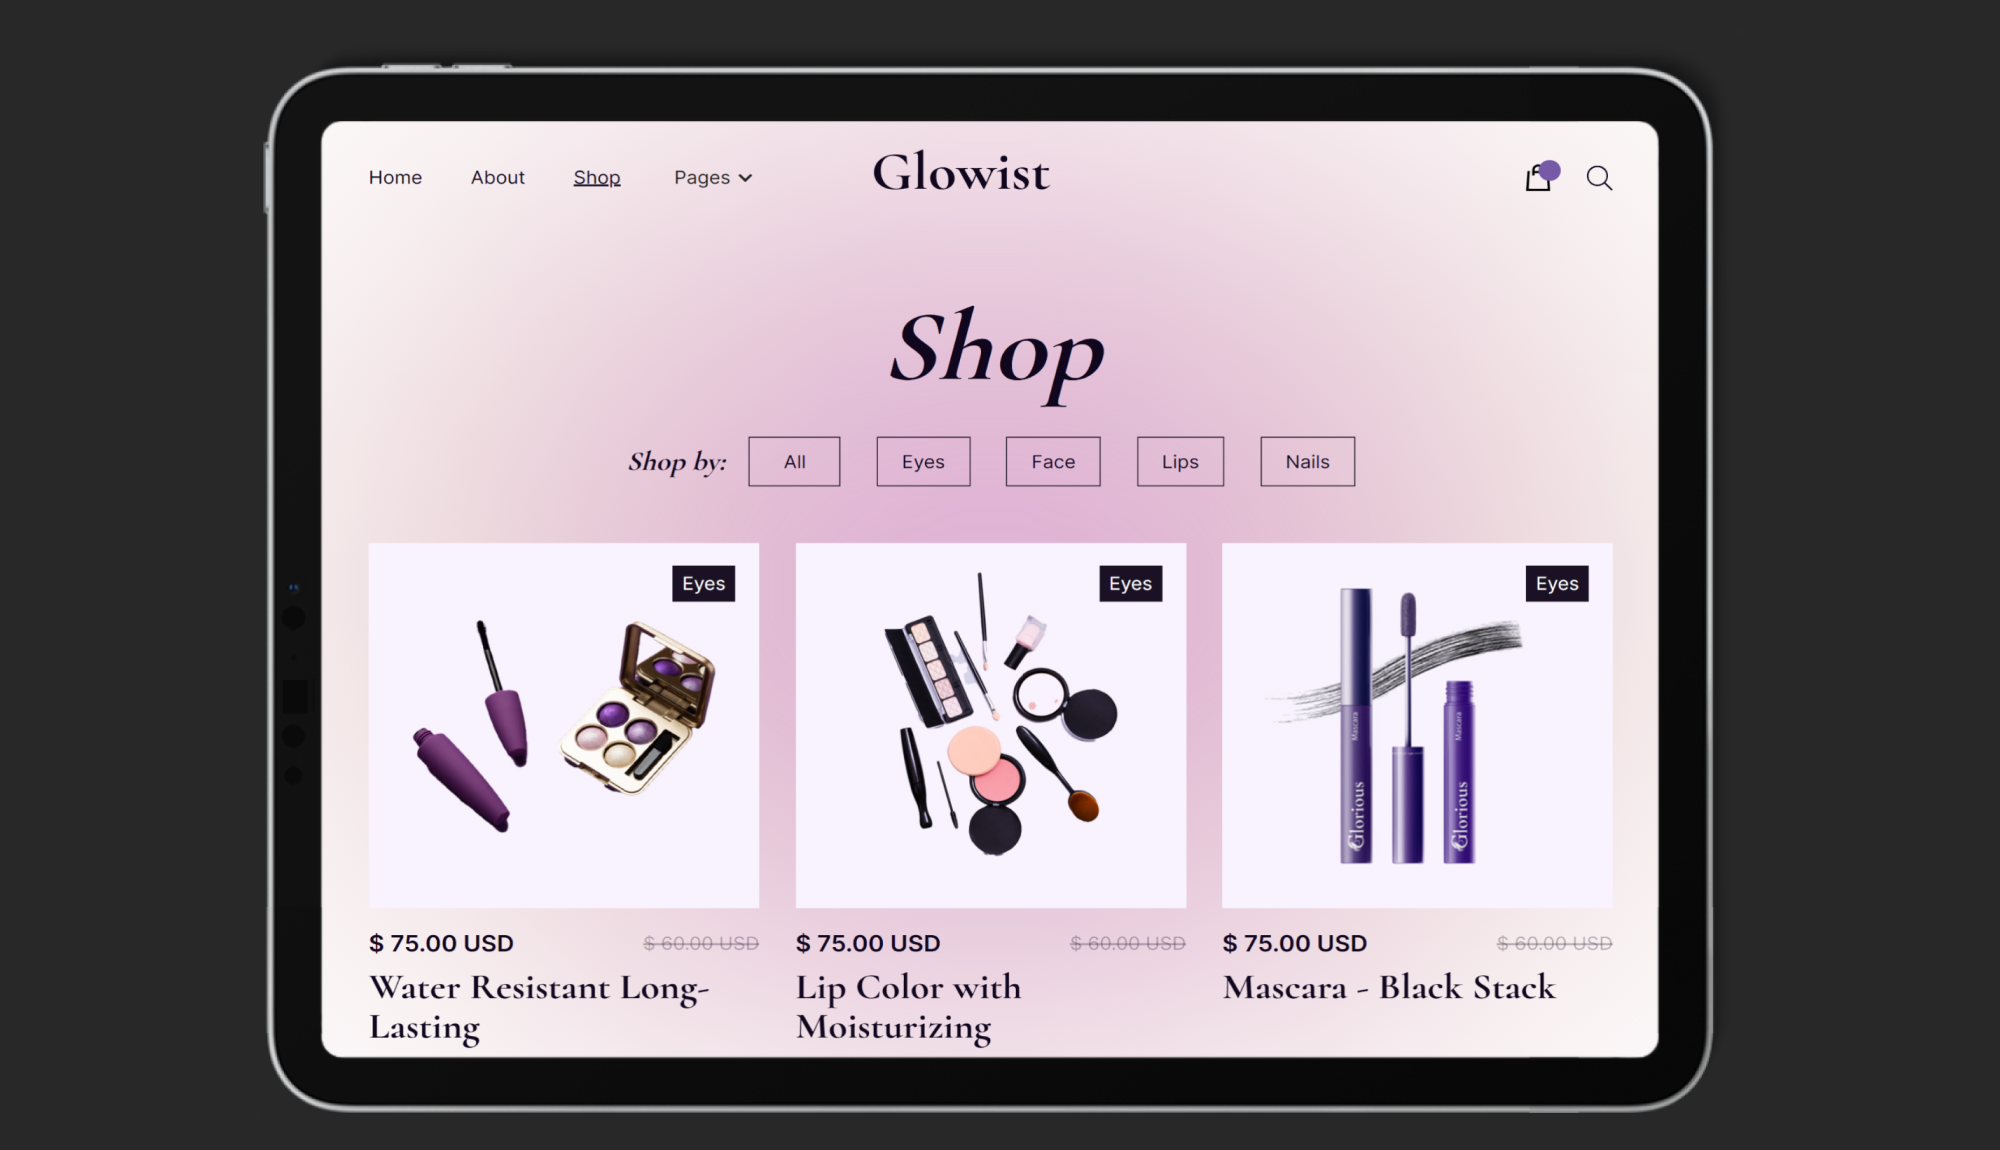 Home About Shop Pages Glowist
Shop
Shop by: All Eyes Face Lips Nails
Eyes
Eyes
Eyes
Mascara
Mascara
Glorious
Glorious
$ 75.00 USD $ 60.00 USD
$ 75.00 USD $ 60.00 USD
$ 75.00 USD $ 60.00 USD
Water Resistant Long-
Lasting
Lip Color with
Moisturizing
Mascara - Black Stack